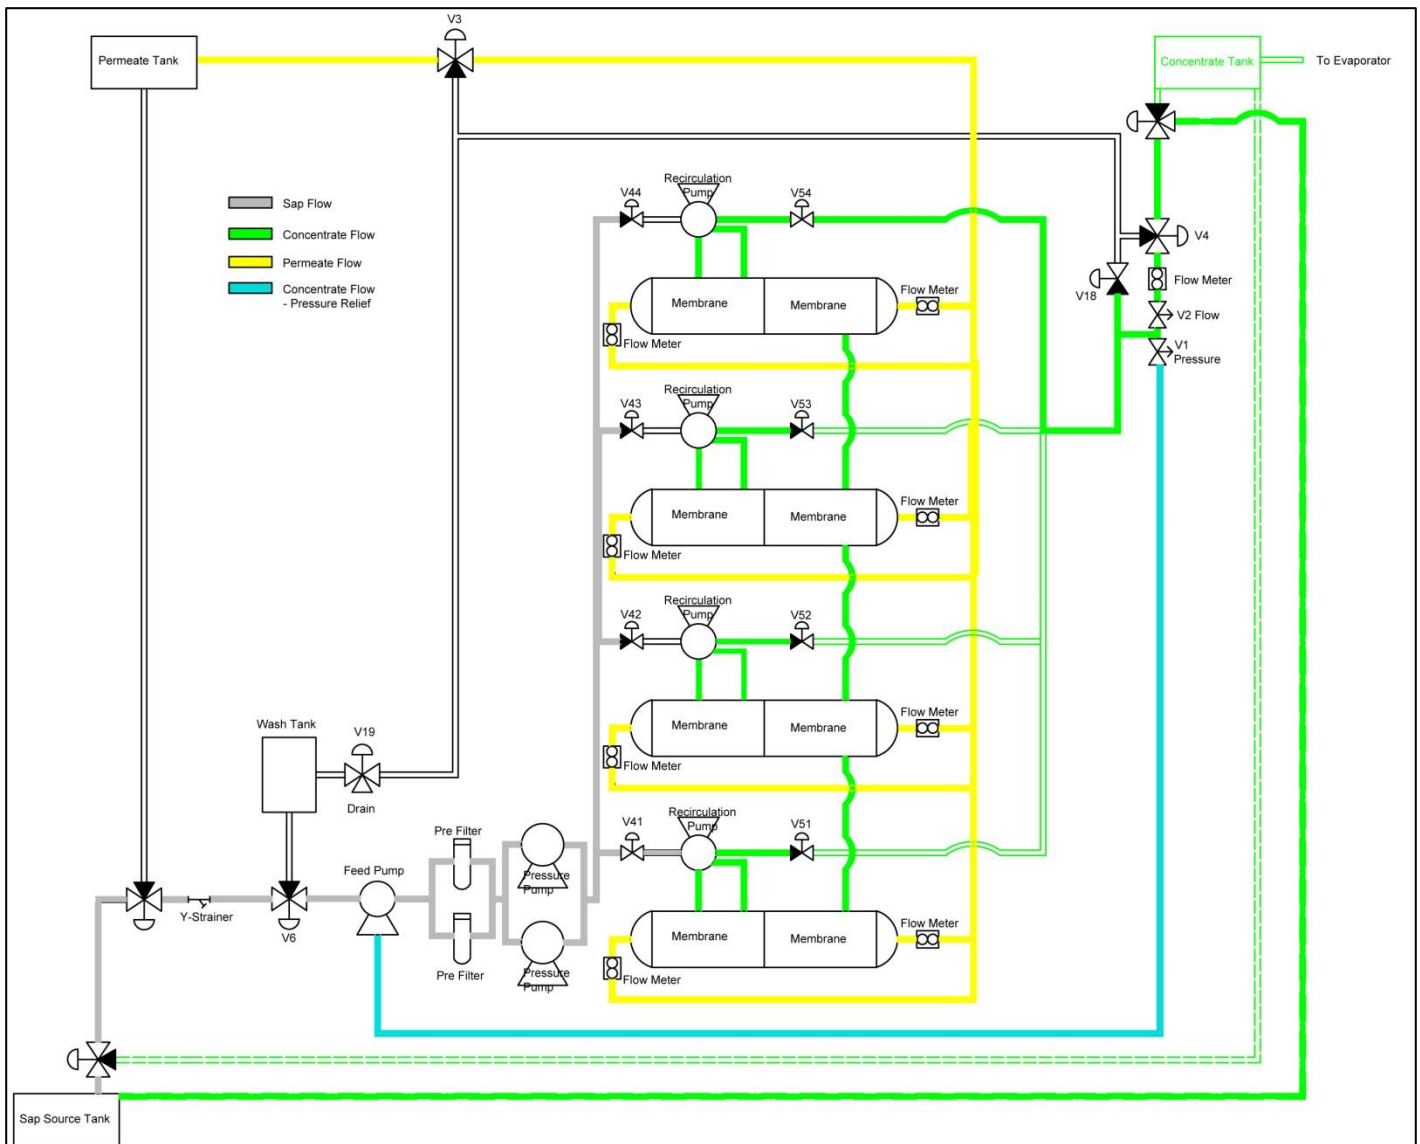 V3
Permeate Tank
Concentrate Tank
To Evaporator
Recirculation
Pump
V44
V54
Sap Flow
Concentrate Flow
Permeate Flow
Concentrate Flow
- Pressure Relief
V4
Flow Meter
V18
V2 Flow
V1
Pressure
Membrane
Membrane
Flow Meter
Flow Meter
Recirculation
Pump
V43
V53
Membrane
Membrane
Flow Meter
Flow Meter
Recirculation
Pump
V42
V52
Membrane
Membrane
Flow Meter
Flow Meter
Wash Tank
V19
Drain
Recirculation
Pump
V41
V51
Pre Filter
Pressure
Pump
Feed Pump
Y-Strainer
V6
Pre Filter
Pressure
Pump
Membrane
Membrane
Flow Meter
Flow Meter
Sap Source Tank